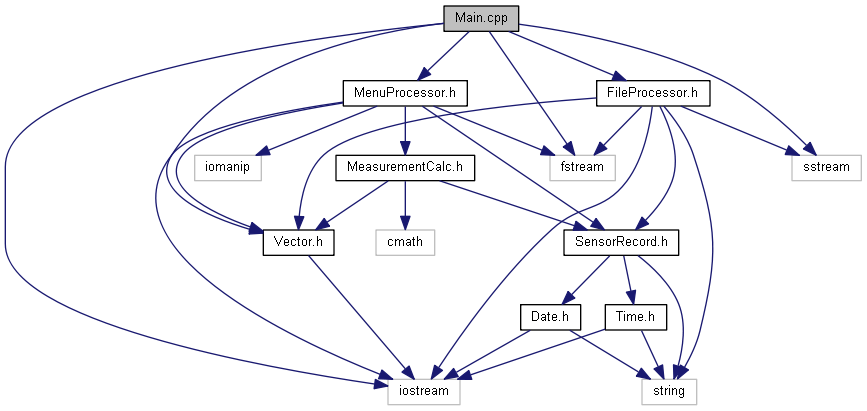 Main.cpp
MenuProcessor.h
FileProcessor.h
iomanip
MeasurementCalc.h
fstream
sstream
Vector.h
cmath
SensorRecord.h
Date.h
Time.h
iostream
string